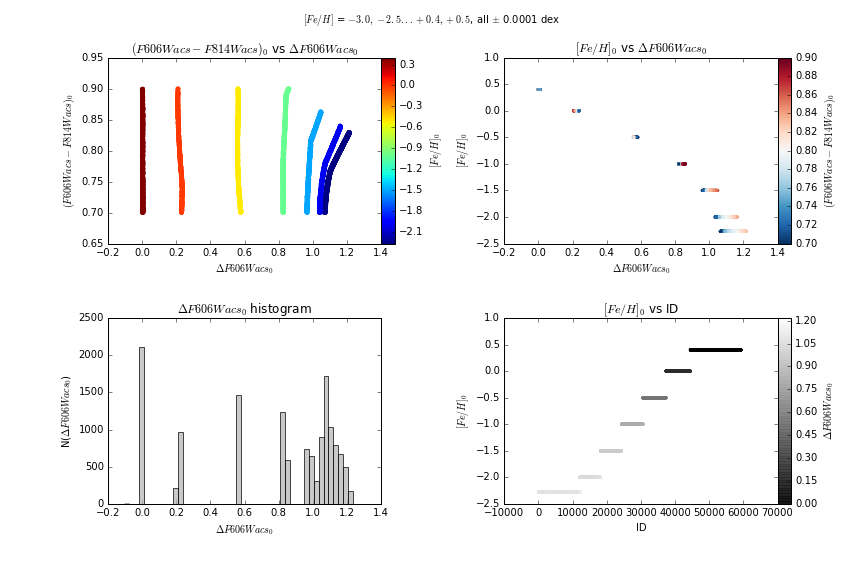 [Fe/H] = −3.0, −2.5...+0.4, +0.5, all ± 0.0001 dex
(F606Wacs − F814Wacs)₀ vs ΔF606Wacs₀
0.95
0.90
0.85
0.80
0.75
0.70
0.65
(F606Wacs − F814Wacs)₀
−0.2 0.0 0.2 0.4 0.6 0.8 1.0 1.2 1.4
ΔF606Wacs₀
0.3
0.0
−0.3
−0.6
−0.9
−1.2
−1.5
−1.8
−2.1
[Fe/H]₀
[Fe/H]₀ vs ΔF606Wacs₀
1.0
0.5
0.0
−0.5
−1.0
−1.5
−2.0
−2.5
[Fe/H]₀
−0.2 0.0 0.2 0.4 0.6 0.8 1.0 1.2 1.4
ΔF606Wacs₀
0.90
0.88
0.86
0.84
0.82
0.80
0.78
0.76
0.74
0.72
0.70
(F606Wacs − F814Wacs)₀
ΔF606Wacs₀ histogram
2500
2000
1500
1000
500
0
N(ΔF606Wacs₀)
−0.2 0.0 0.2 0.4 0.6 0.8 1.0 1.2 1.4
ΔF606Wacs₀
[Fe/H]₀ vs ID
1.0
0.5
0.0
−0.5
−1.0
−1.5
−2.0
−2.5
[Fe/H]₀
−10000 0 10000 20000 30000 40000 50000 60000 70000
ID
1.20
1.05
0.90
0.75
0.60
0.45
0.30
0.15
0.00
ΔF606Wacs₀